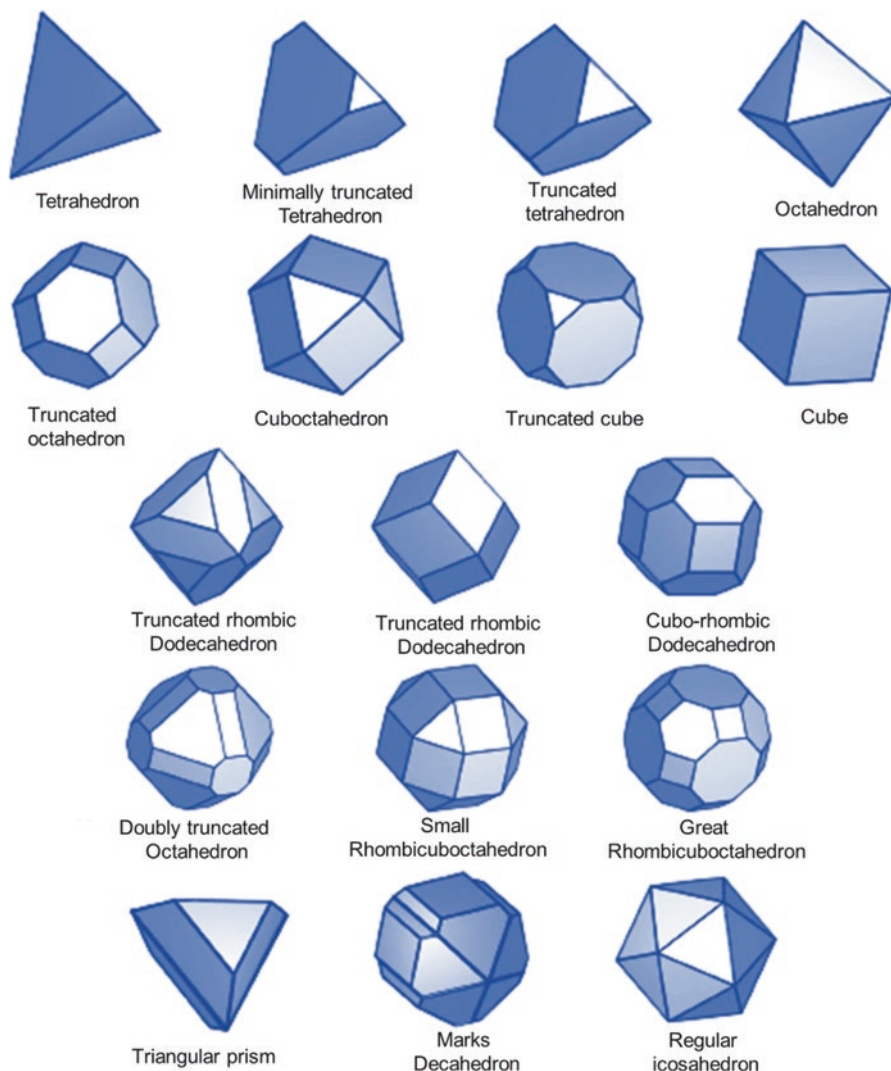 Tetrahedron
Minimally truncated
Tetrahedron
Truncated
tetrahedron
Octahedron
Truncated
octahedron
Cuboctahedron
Truncated cube
Cube
Truncated rhombic
Dodecahedron
Truncated rhombic
Dodecahedron
Cubo-rhombic
Dodecahedron
Doubly truncated
Octahedron
Small
Rhombicuboctahedron
Great
Rhombicuboctahedron
Triangular prism
Marks
Decahedron
Regular
icosahedron